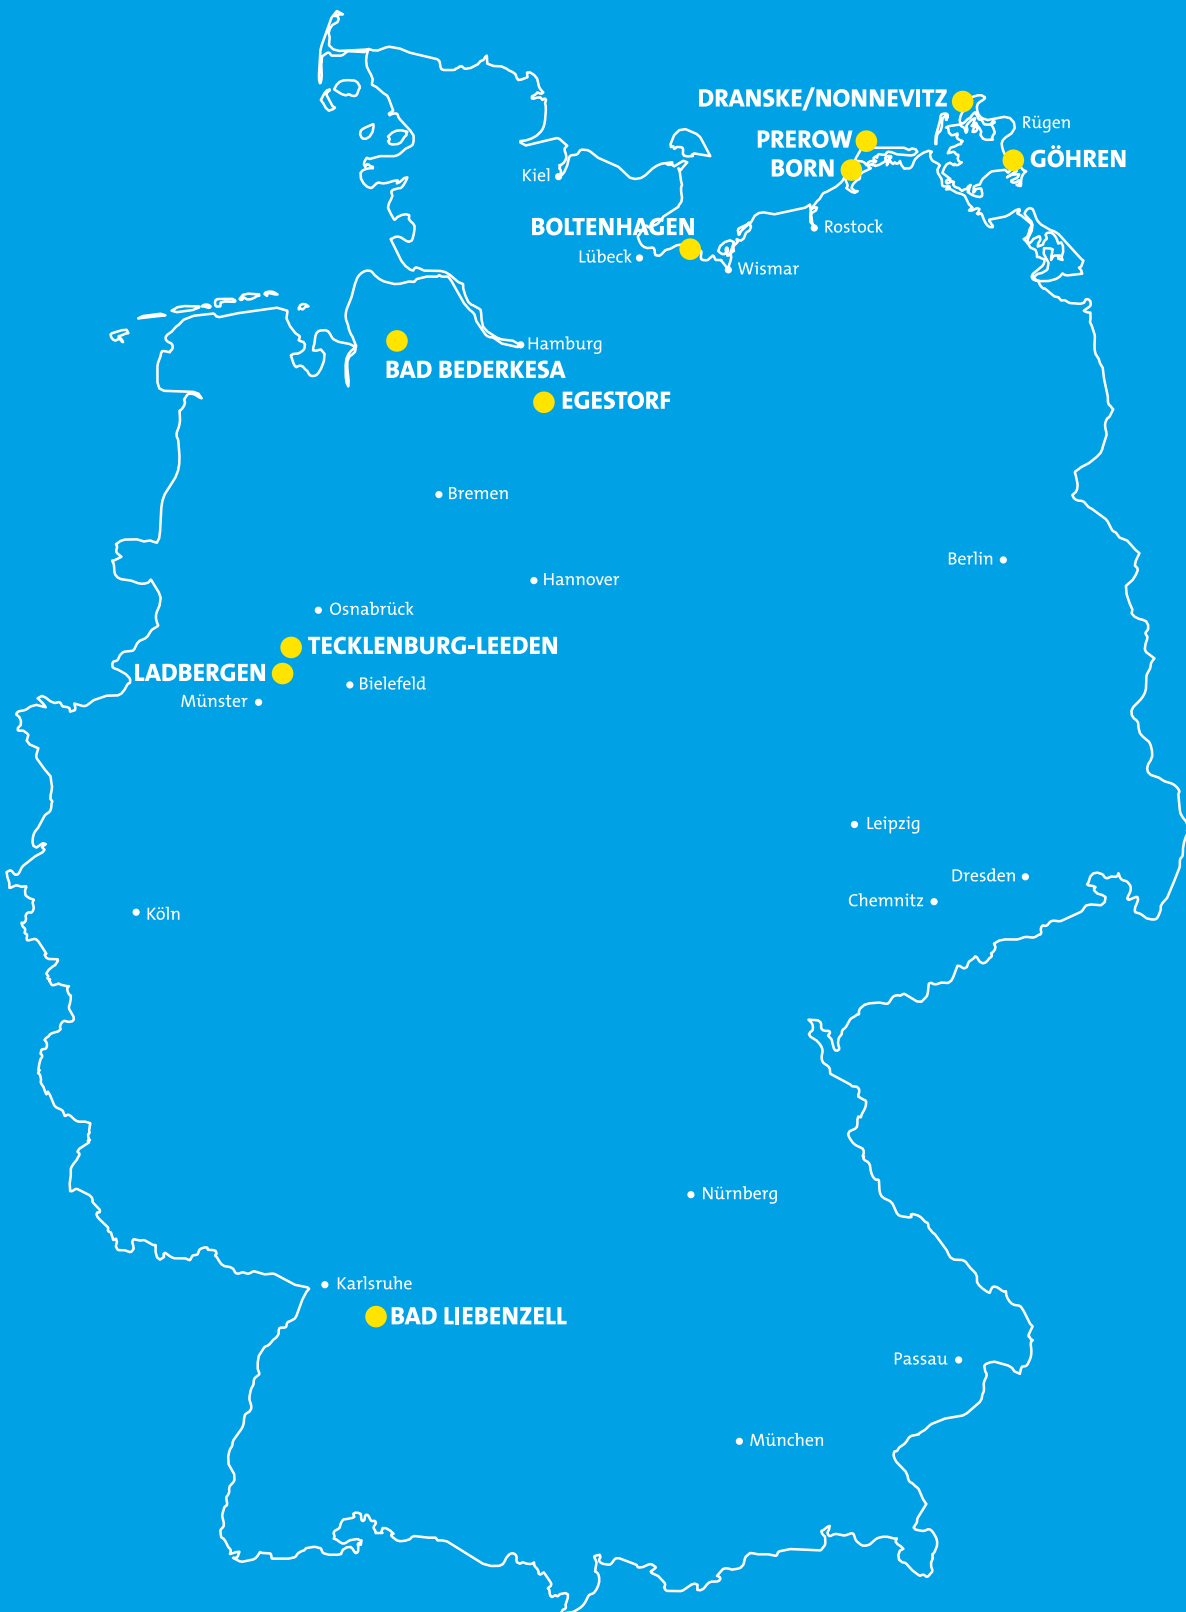 DRANSKE/NONNEVITZ
Rügen
PREROW
GÖHREN
BORN
Kiel
BOLTENHAGEN
Rostock
Lübeck
Wismar
Hamburg
BAD BEDERKESA
EGESTORF
Bremen
Berlin
Hannover
Osnabrück
TECKLENBURG-LEEDEN
LADBERGEN
Bielefeld
Münster
Leipzig
Dresden
Chemnitz
Köln
Nürnberg
Karlsruhe
BAD LIEBENZELL
Passau
München